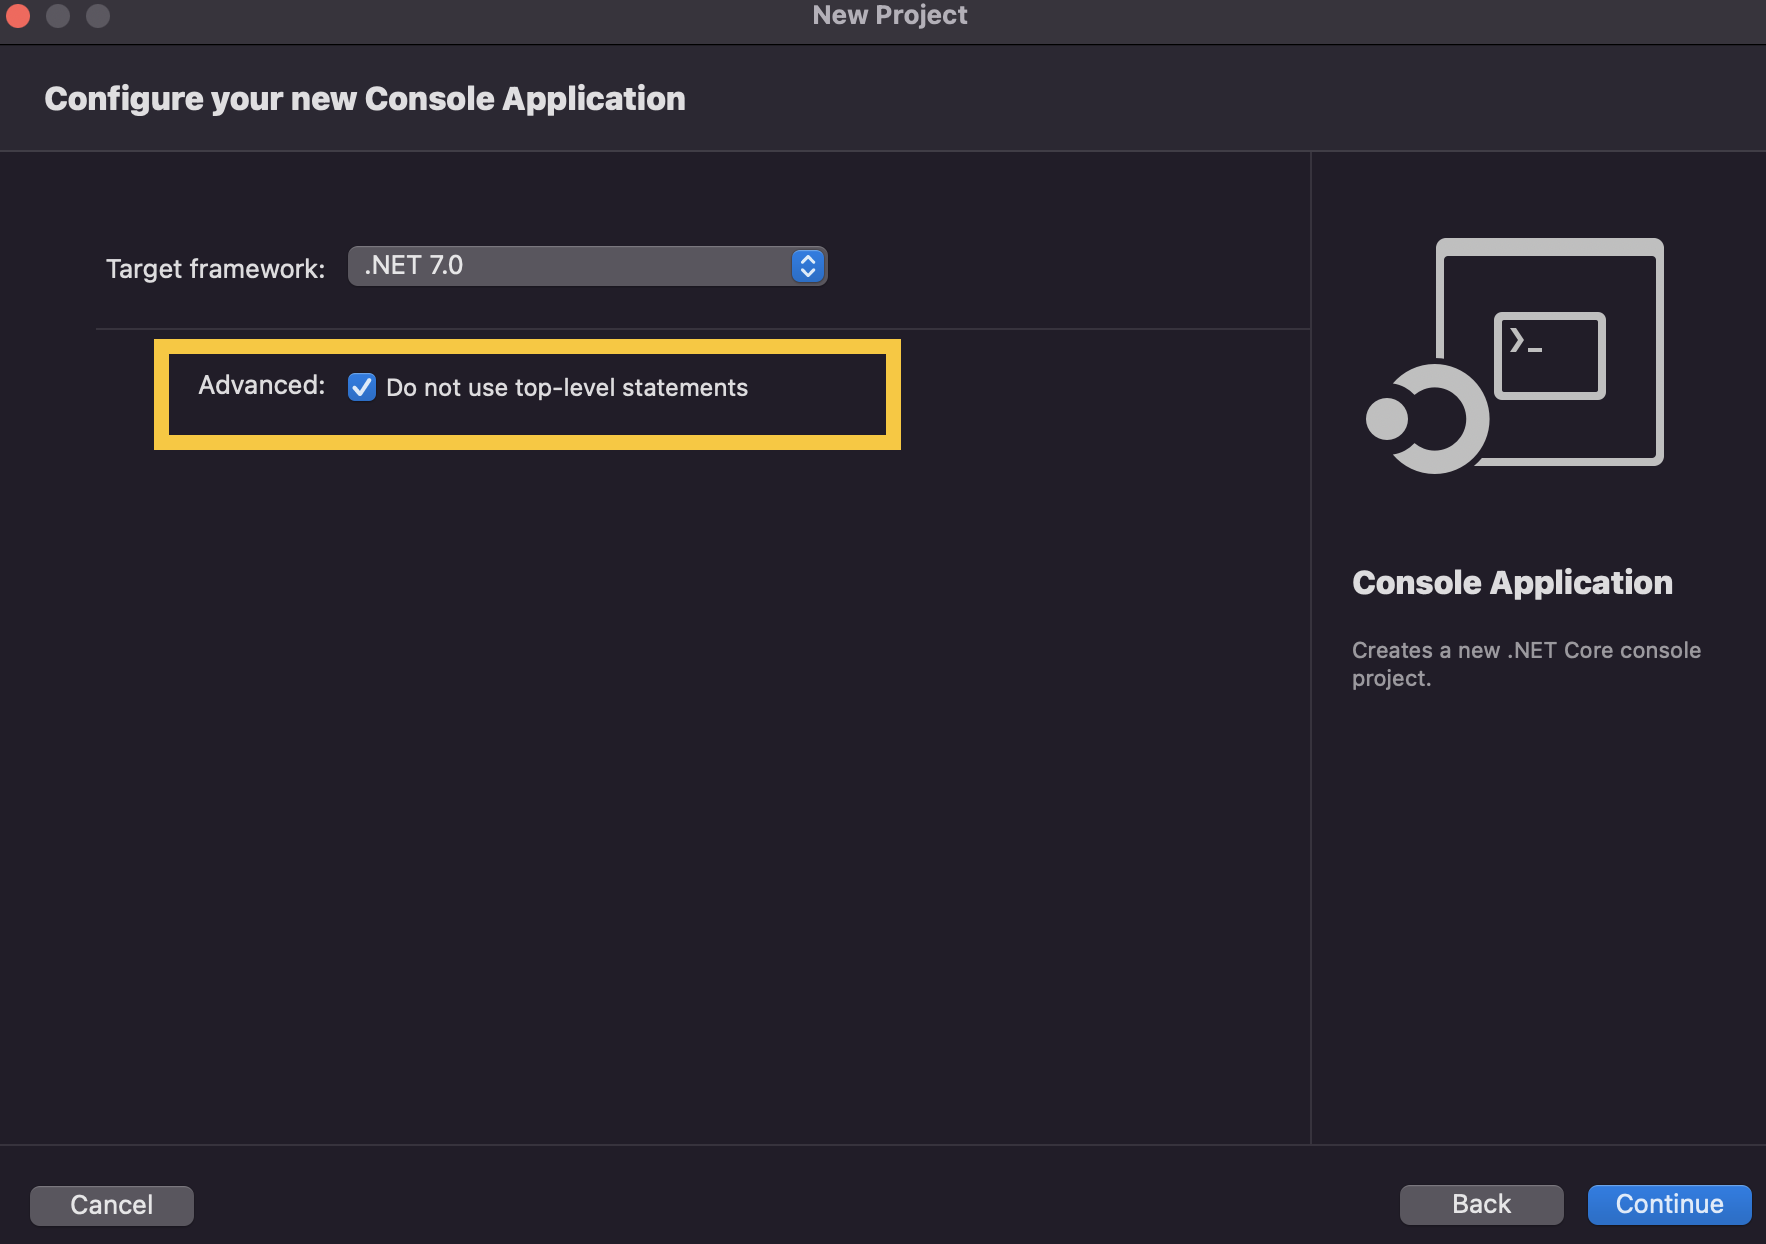 New Project
Configure your new Console Application
Target framework: .NET 7.0
Advanced: Do not use top-level statements
Console Application
Creates a new .NET Core console
project.
Cancel Back Continue